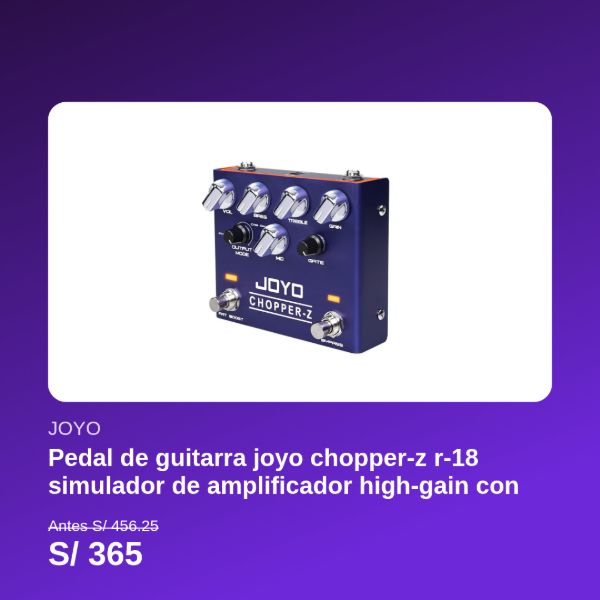 VOL
BASS
TREBLE
GAIN
OUTPUT
MODE
MID
GATE
JOYO
CHOPPER-Z
BYPASS
JOYO
Pedal de guitarra joyo chopper-z r-18
simulador de amplificador high-gain con
Antes S/ 456.25
S/ 365